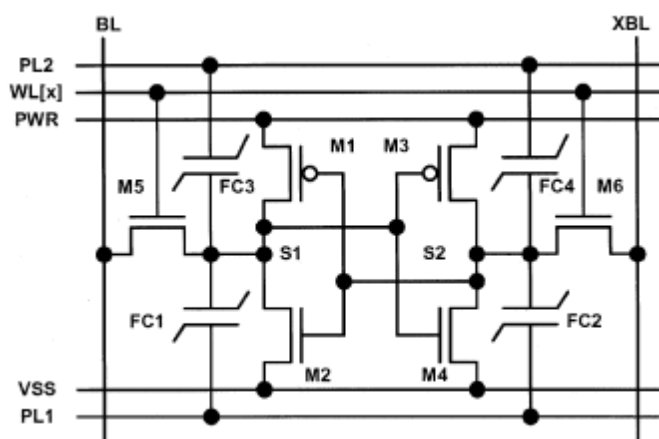 BL XBL
PL2
WL[x]
PWR
M1 M3
M5 FC3 FC4 M6
S1 S2
FC1 FC2
M2 M4
VSS
PL1